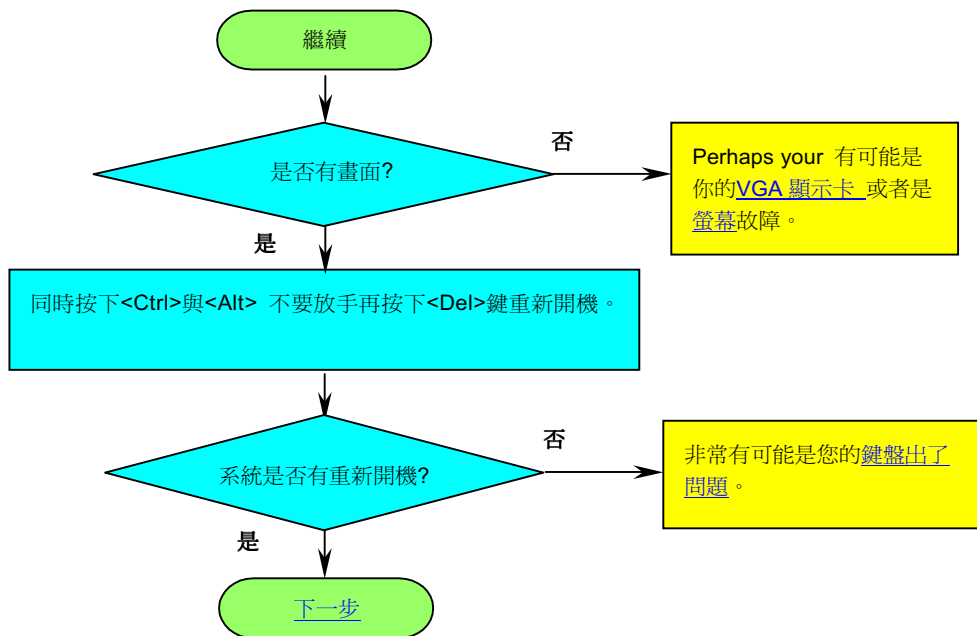 繼續
是否有畫面?
否
Perhaps your 有可能是
你的VGA 顯示卡 或者是
螢幕故障。
是
同時按下<Ctrl>與<Alt> 不要放手再按下<Del>鍵重新開機。
系統是否有重新開機?
否
非常有可能是您的鍵盤出了
問題。
是
下一步